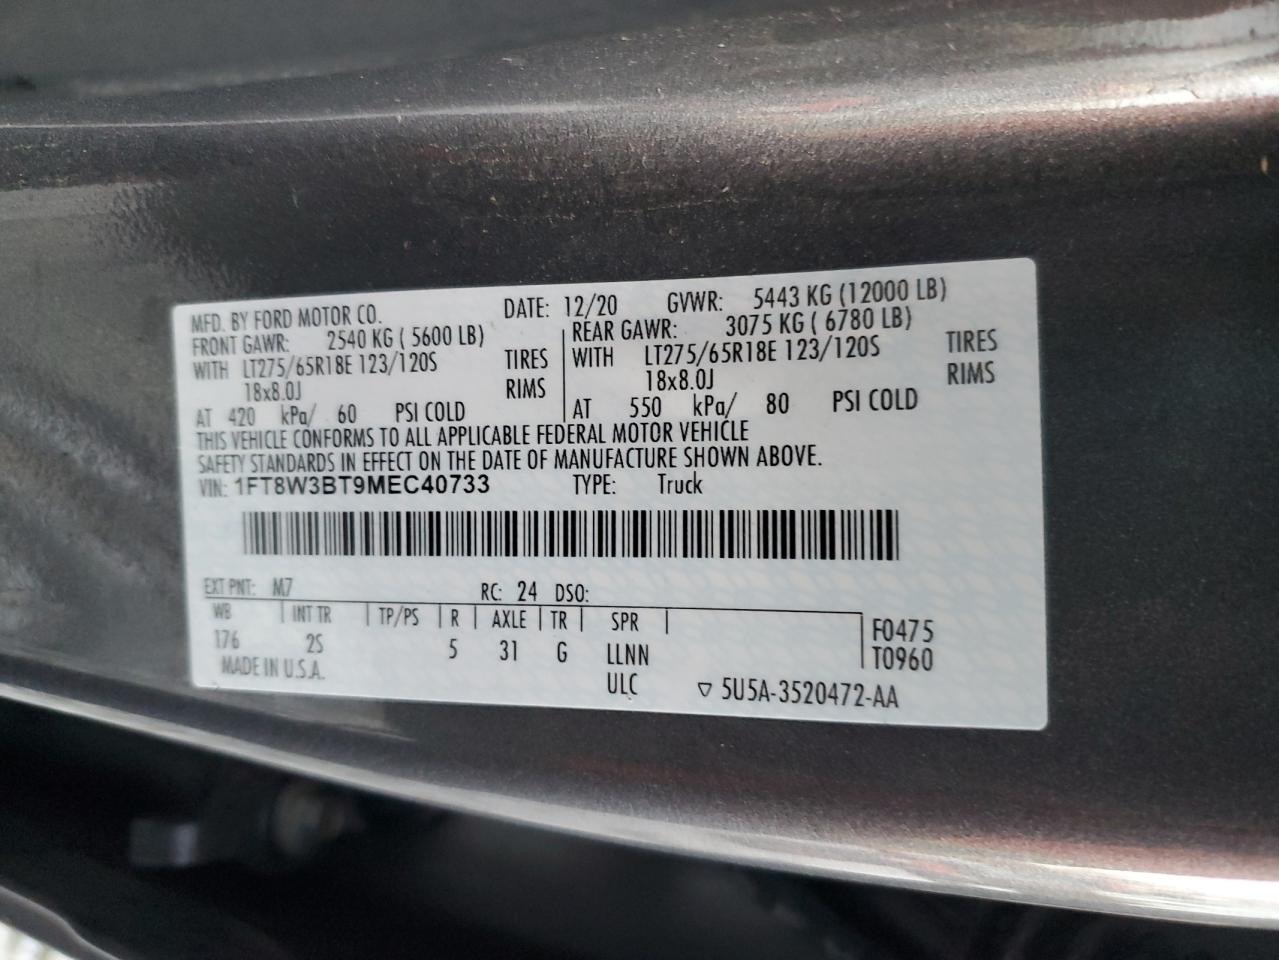 MFD. BY FORD MOTOR CO. DATE: 12/20 GVWR: 5443 KG (12000 LB)
FRONT GAWR: 2540 KG ( 5600 LB) REAR GAWR: 3075 KG ( 6780 LB)
WITH LT275/65R18E 123/120S TIRES WITH LT275/65R18E 123/120S TIRES
18x8.0J RIMS 18x8.0J RIMS
AT 420 kPa/ 60 PSI COLD AT 550 kPa/ 80 PSI COLD
THIS VEHICLE CONFORMS TO ALL APPLICABLE FEDERAL MOTOR VEHICLE
SAFETY STANDARDS IN EFFECT ON THE DATE OF MANUFACTURE SHOWN ABOVE.
VIN: 1FT8W3BT9MEC40733 TYPE: Truck
EXT PNT: M7 RC: 24 DSO:
WB INT TR TP/PS R AXLE TR SPR F0475
176 2S 5 31 G LLNN T0960
MADE IN U.S.A. ULC ▽ 5U5A-3520472-AA